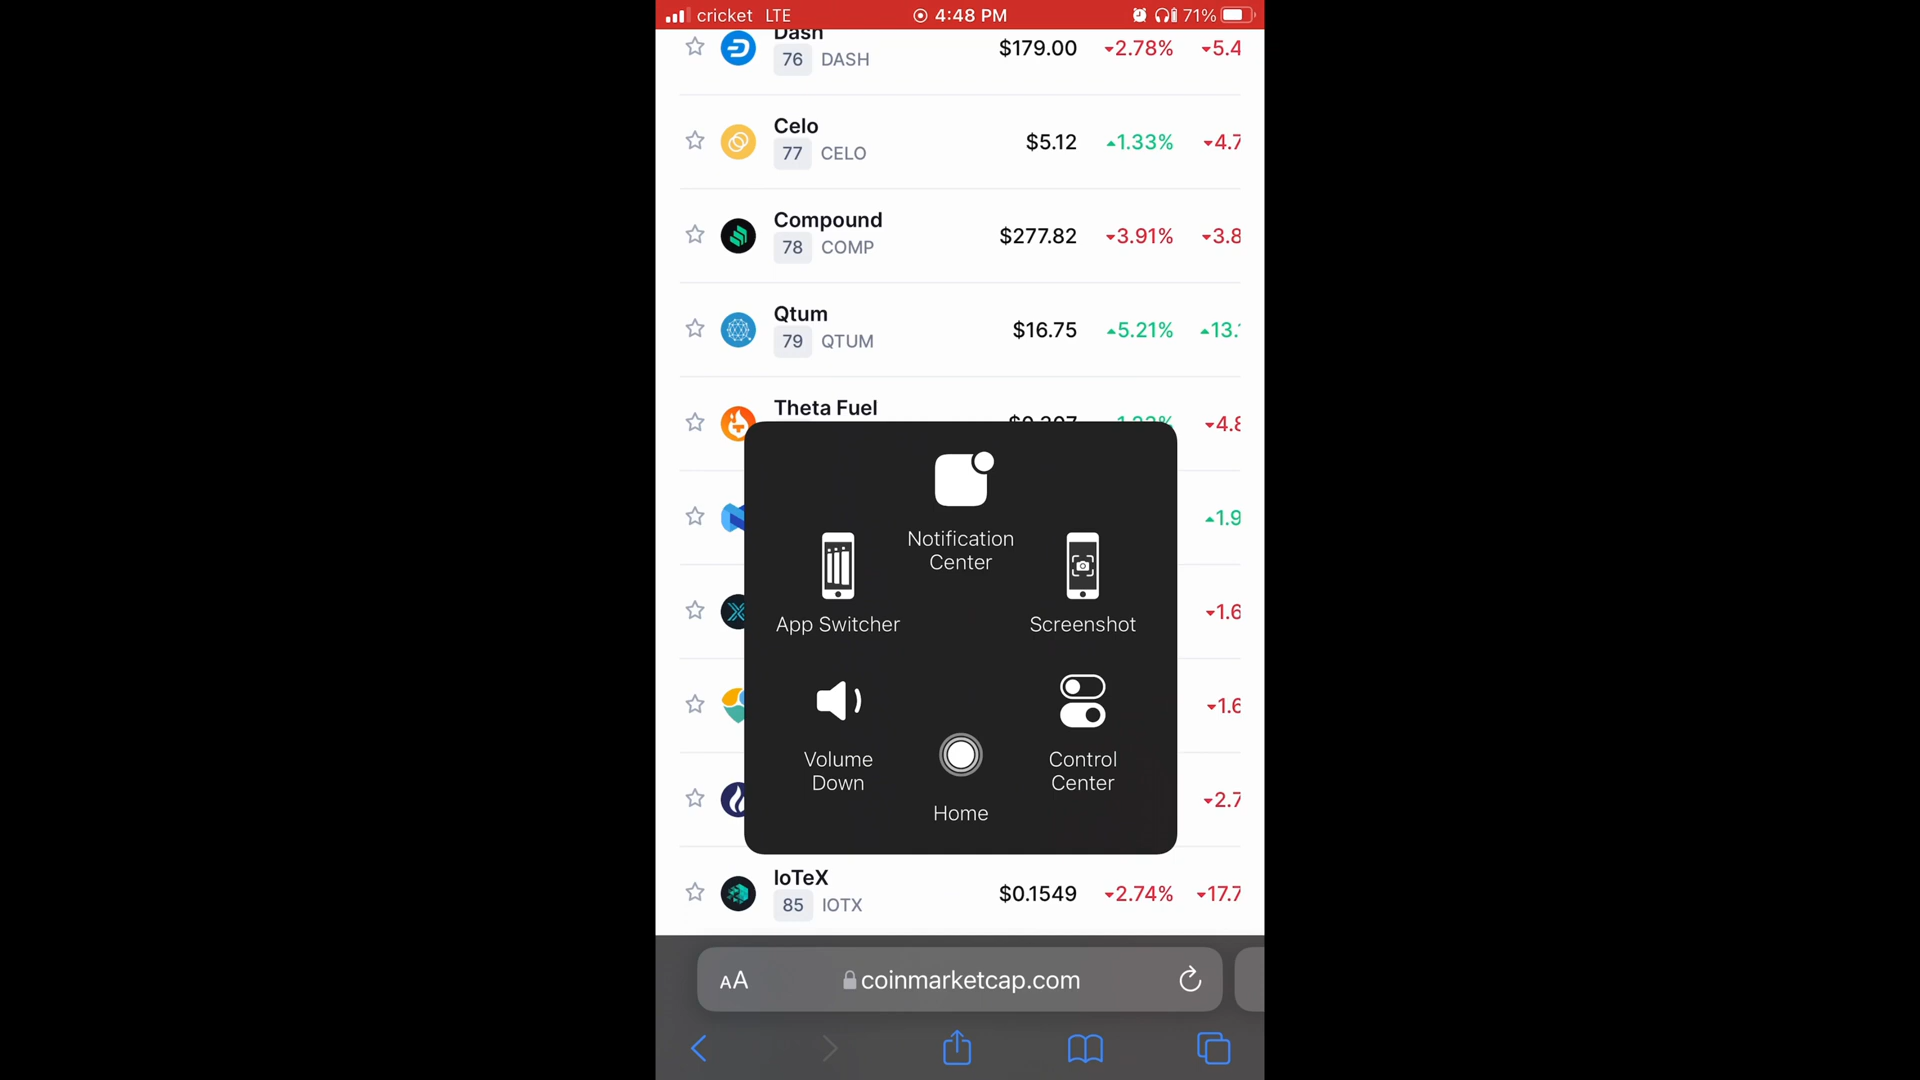 cricket LTE 4:48 PM 71%
Dash
76 DASH $179.00 2.78% 5.4
Celo
77 CELO $5.12 1.33% 4.7
Compound
78 COMP $277.82 3.91% 3.8
Qtum
79 QTUM $16.75 5.21% 13.
Theta Fuel
4.8
Notification
Center
1.9
App Switcher
Screenshot
1.6
1.6
Volume
Down
Control
Center
Home
2.7
IoTeX
85 IOTX $0.1549 2.74% 17.7
AA coinmarketcap.com